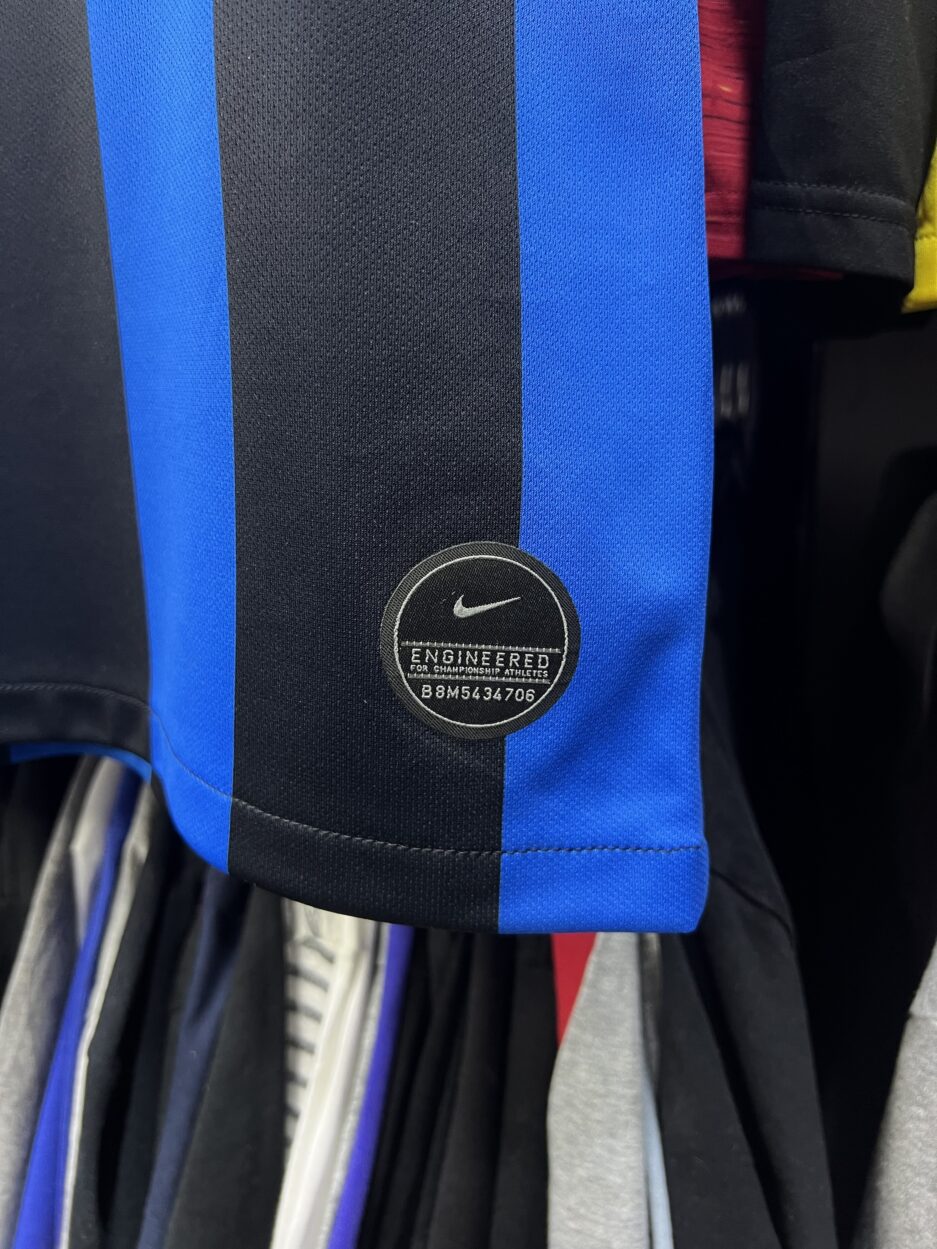 ENGINEERED
FOR CHAMPIONSHIP ATHLETES
B8M5434706